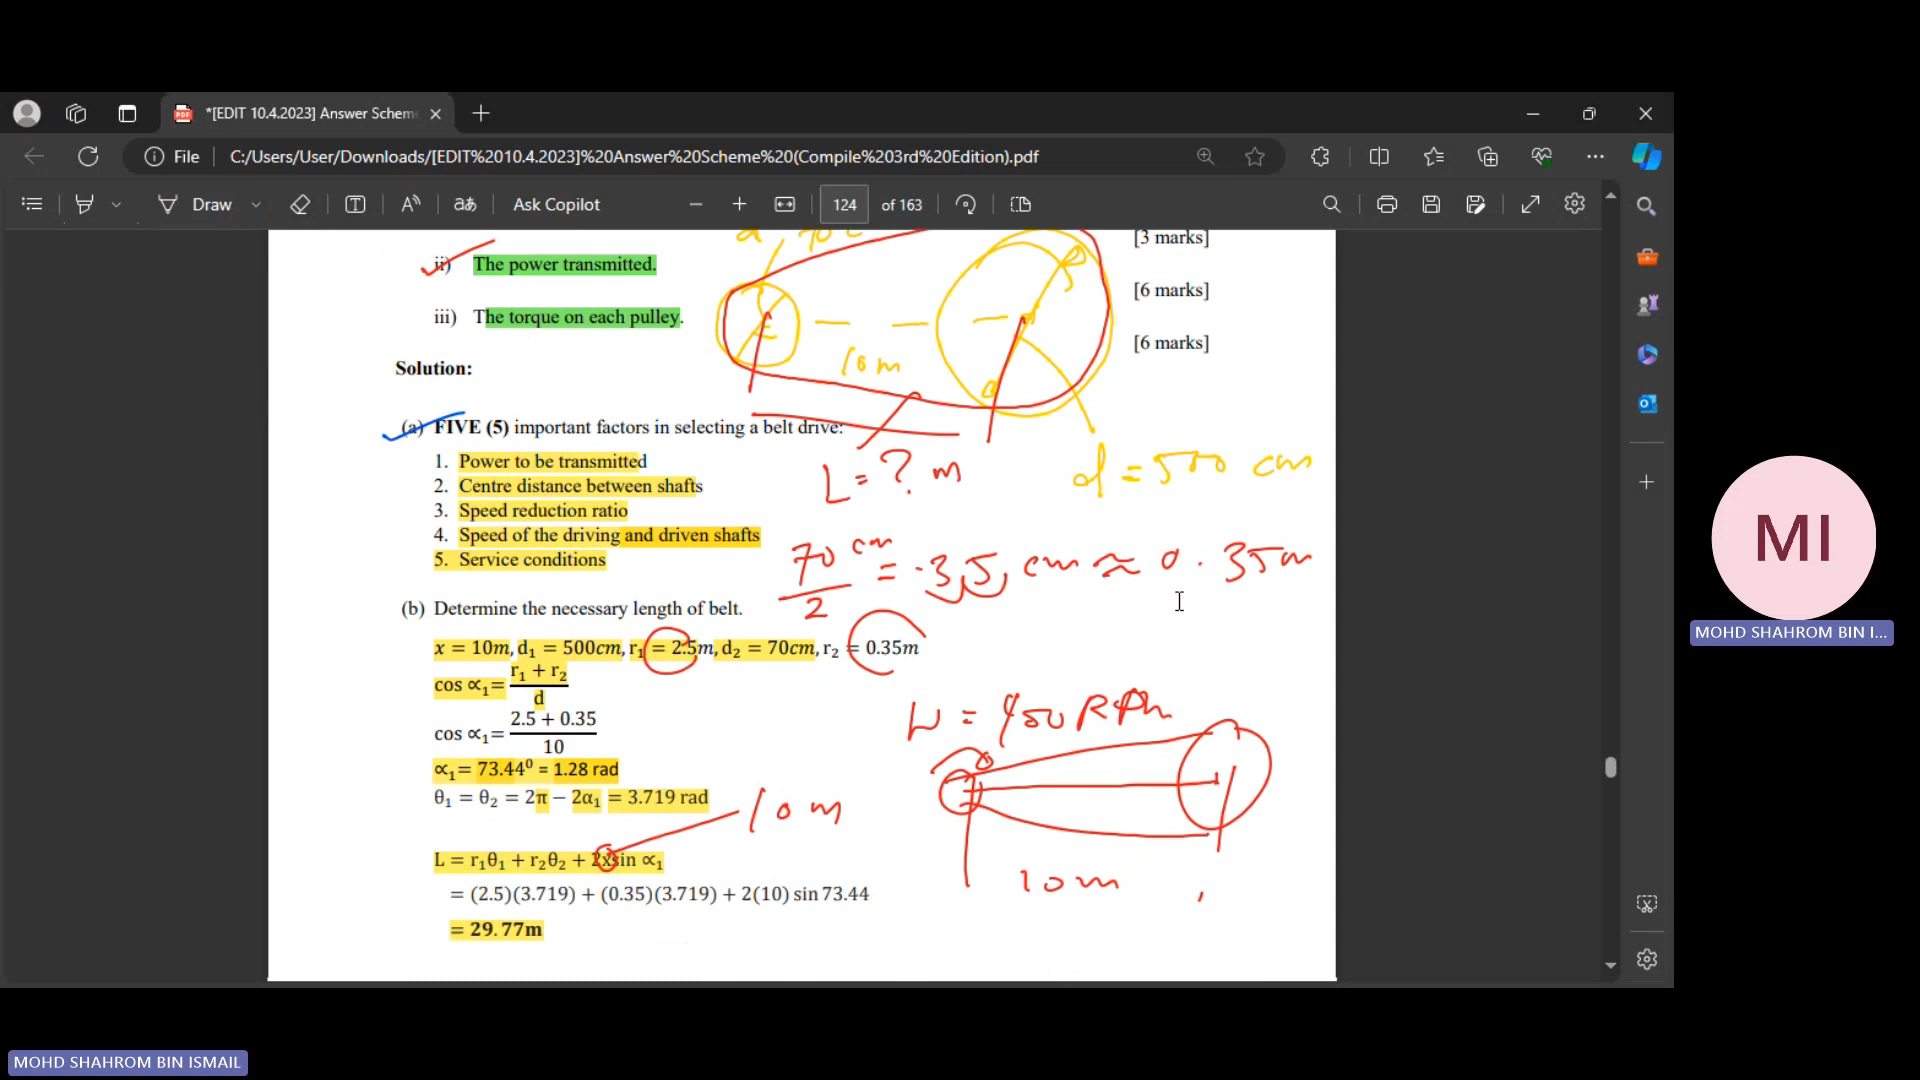 *[EDIT 10.4.2023] Answer Scheme
File
C:/Users/User/Downloads/[EDIT%2010.4.2023]%20Answer%20Scheme%20(Compile%203rd%20Edition).pdf
Draw
Ask Copilot
124 of 163
[3 marks]
ii) The power transmitted.
[6 marks]
iii) The torque on each pulley.
10 m
[6 marks]
Solution:
(a) FIVE (5) important factors in selecting a belt drive:
1. Power to be transmitted
2. Centre distance between shafts
3. Speed reduction ratio
4. Speed of the driving and driven shafts
5. Service conditions
L = ? m
d = 500 cm
70 cm / 2 = 35, cm ≈ 0.35m
(b) Determine the necessary length of belt.
x = 10m, d₁ = 500cm, r₁ = 2.5m, d₂ = 70cm, r₂ = 0.35m
cos ∝₁= r₁ + r₂ / d
cos ∝₁= 2.5 + 0.35 / 10
∝₁= 73.44⁰ = 1.28 rad
θ₁ = θ₂ = 2π − 2α₁ = 3.719 rad
10 m
L = r₁θ₁ + r₂θ₂ + 2xsin ∝₁
= (2.5)(3.719) + (0.35)(3.719) + 2(10) sin 73.44
= 29.77m
10m
MI
MOHD SHAHROM BIN I...
MOHD SHAHROM BIN ISMAIL